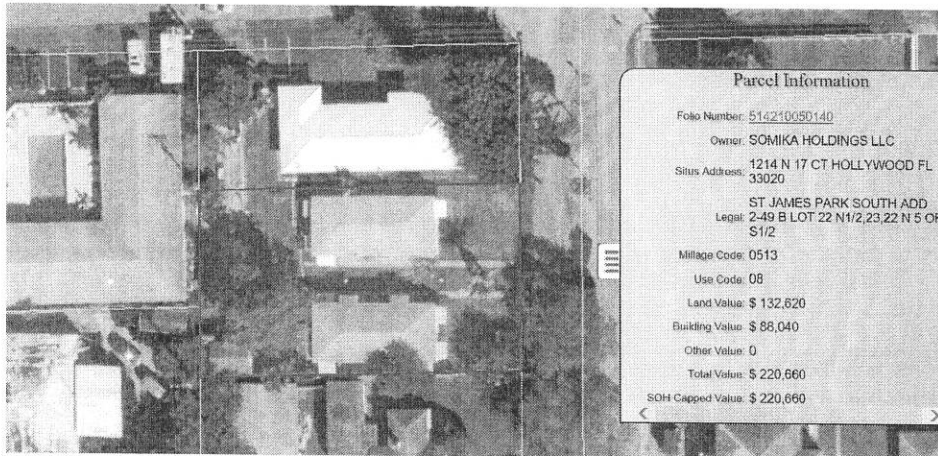 Parcel Information
Folio Number: 514210050140
Owner: SOMIKA HOLDINGS LLC
Situs Address: 1214 N 17 CT HOLLYWOOD FL
33020
Legal: ST JAMES PARK SOUTH ADD
2-49 B LOT 22 N1/2,23,22 N 5 OF
S1/2
Millage Code: 0513
Use Code: 08
Land Value: $ 132,620
Building Value: $ 88,040
Other Value: 0
Total Value: $ 220,660
SOH Capped Value: $ 220,660